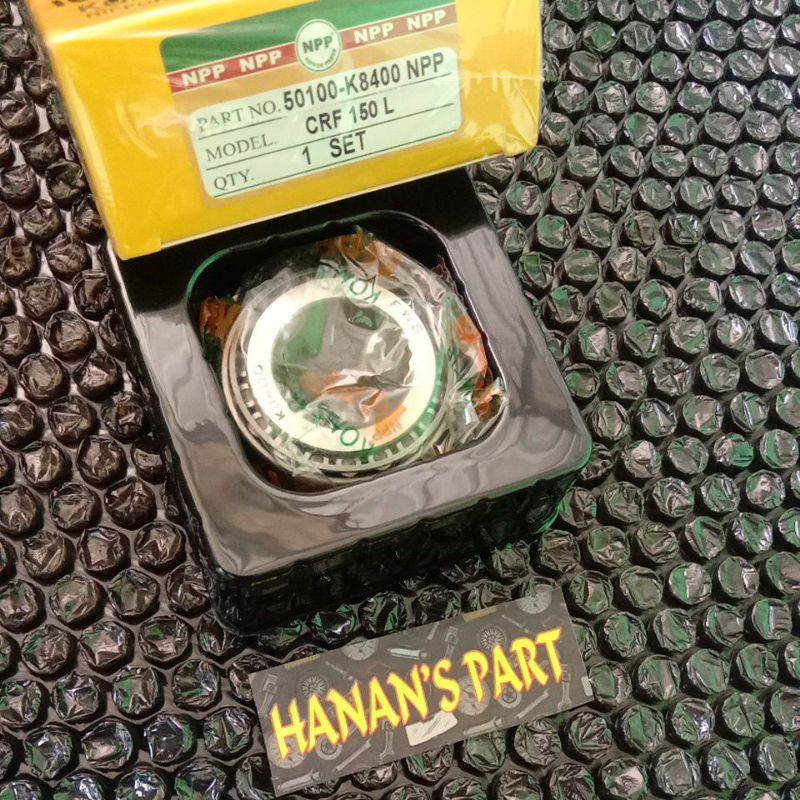 NPP NPP NPP NPP NPP
PART NO. 50100-K8400 NPP
MODEL. CRF 150 L
QTY. 1 SET
HANAN'S PART